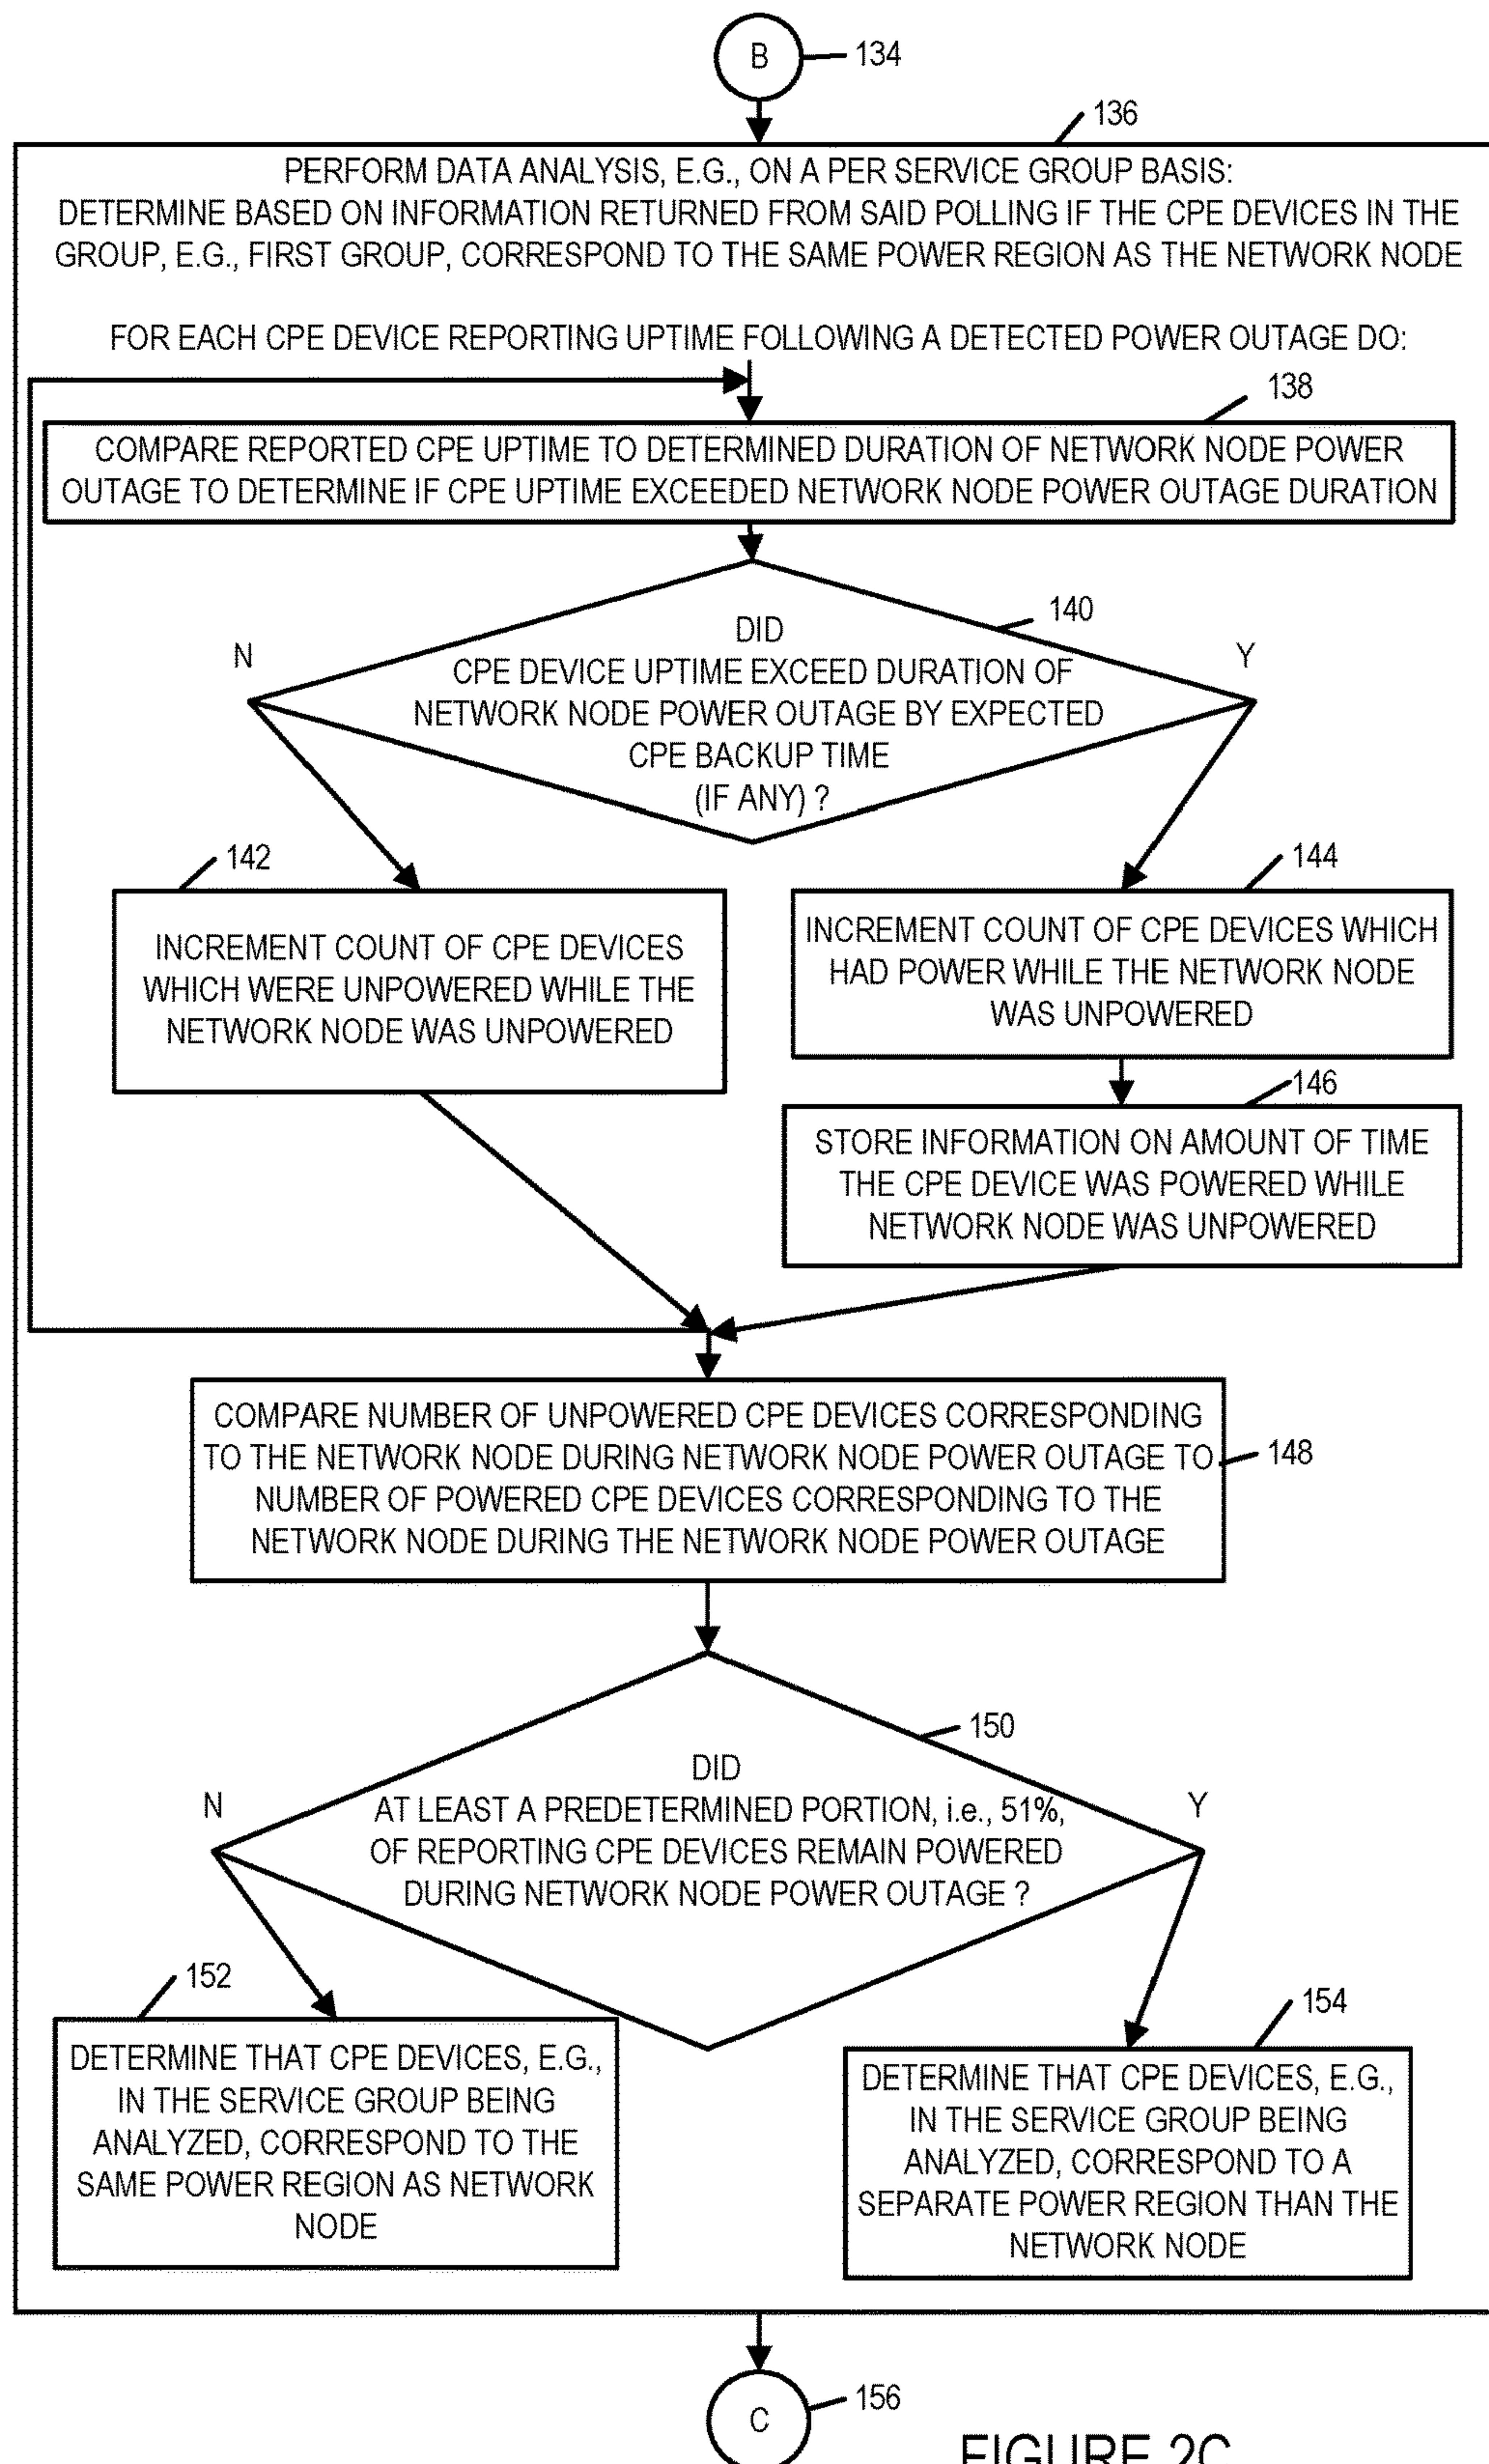 B
134
136
PERFORM DATA ANALYSIS, E.G., ON A PER SERVICE GROUP BASIS:
DETERMINE BASED ON INFORMATION RETURNED FROM SAID POLLING IF THE CPE DEVICES IN THE
GROUP, E.G., FIRST GROUP, CORRESPOND TO THE SAME POWER REGION AS THE NETWORK NODE
FOR EACH CPE DEVICE REPORTING UPTIME FOLLOWING A DETECTED POWER OUTAGE DO:
138
COMPARE REPORTED CPE UPTIME TO DETERMINED DURATION OF NETWORK NODE POWER
OUTAGE TO DETERMINE IF CPE UPTIME EXCEEDED NETWORK NODE POWER OUTAGE DURATION
140
N
Y
DID
CPE DEVICE UPTIME EXCEED DURATION OF
NETWORK NODE POWER OUTAGE BY EXPECTED
CPE BACKUP TIME
(IF ANY) ?
142
INCREMENT COUNT OF CPE DEVICES
WHICH WERE UNPOWERED WHILE THE
NETWORK NODE WAS UNPOWERED
144
INCREMENT COUNT OF CPE DEVICES WHICH
HAD POWER WHILE THE NETWORK NODE
WAS UNPOWERED
146
STORE INFORMATION ON AMOUNT OF TIME
THE CPE DEVICE WAS POWERED WHILE
NETWORK NODE WAS UNPOWERED
COMPARE NUMBER OF UNPOWERED CPE DEVICES CORRESPONDING
TO THE NETWORK NODE DURING NETWORK NODE POWER OUTAGE TO
NUMBER OF POWERED CPE DEVICES CORRESPONDING TO THE
NETWORK NODE DURING THE NETWORK NODE POWER OUTAGE
148
150
N
Y
DID
AT LEAST A PREDETERMINED PORTION, i.e., 51%,
OF REPORTING CPE DEVICES REMAIN POWERED
DURING NETWORK NODE POWER OUTAGE ?
152
DETERMINE THAT CPE DEVICES, E.G.,
IN THE SERVICE GROUP BEING
ANALYZED, CORRESPOND TO THE
SAME POWER REGION AS NETWORK
NODE
154
DETERMINE THAT CPE DEVICES, E.G.,
IN THE SERVICE GROUP BEING
ANALYZED, CORRESPOND TO A
SEPARATE POWER REGION THAN THE
NETWORK NODE
C
156
FIGURE 2C